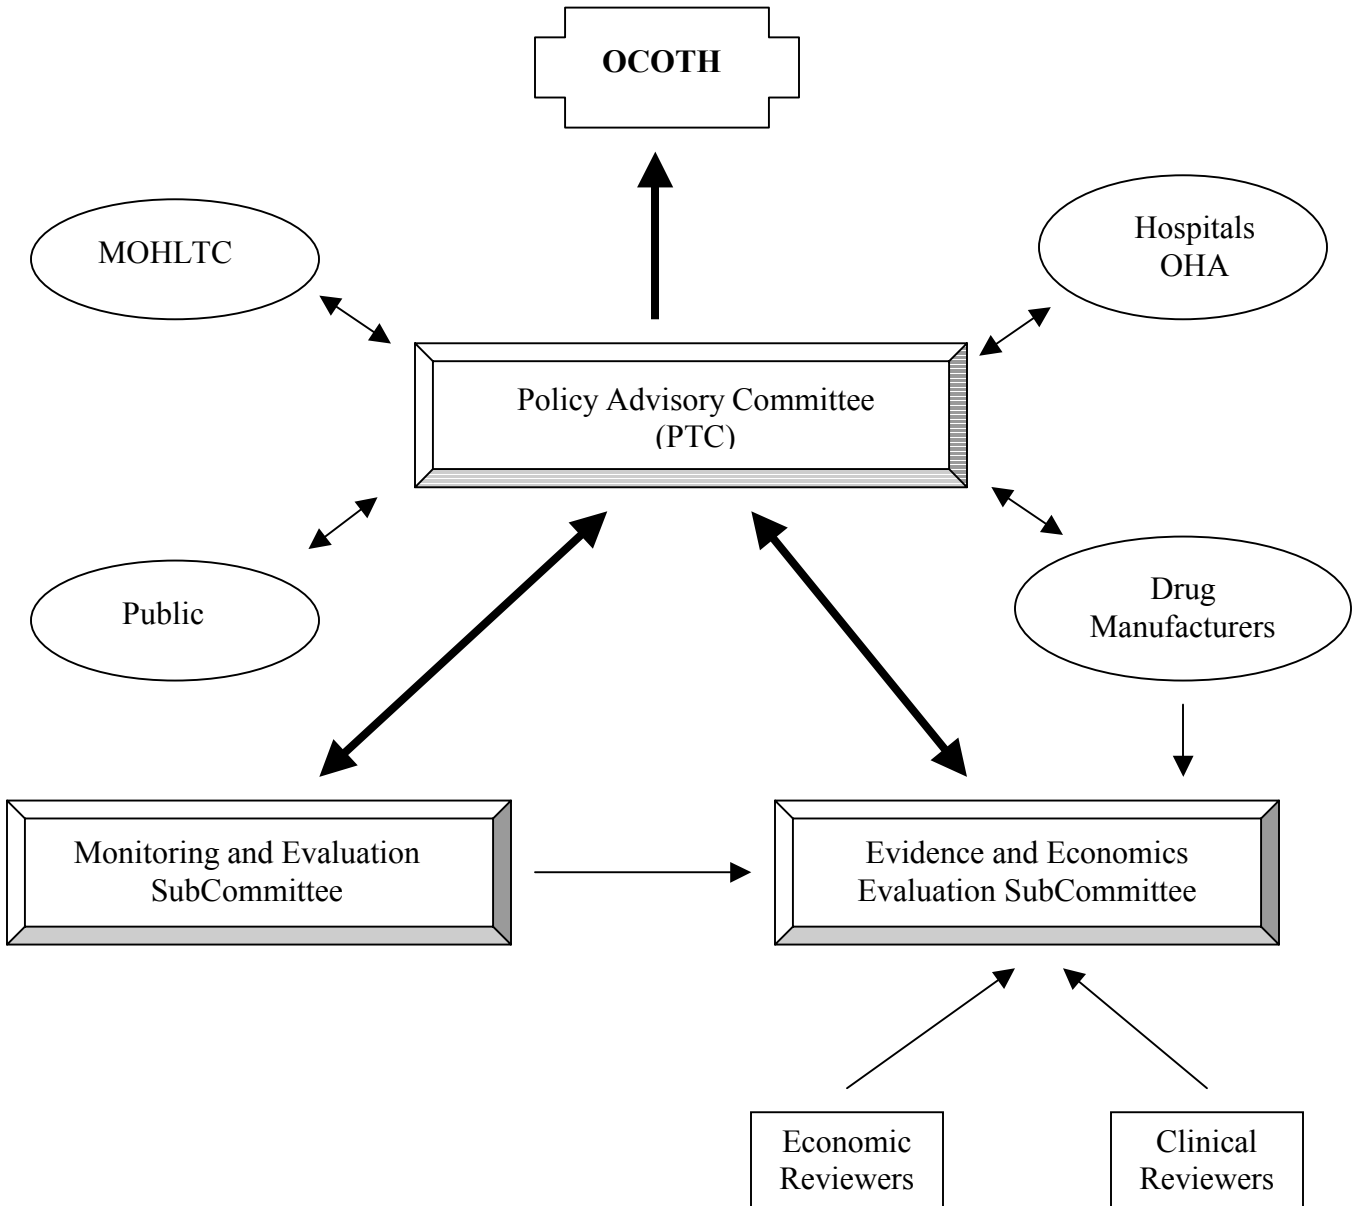 OCOTH
MOHLTC
Hospitals
OHA
Policy Advisory Committee
(PTC)
Public
Drug
Manufacturers
Monitoring and Evaluation
SubCommittee
Evidence and Economics
Evaluation SubCommittee
Economic
Reviewers
Clinical
Reviewers